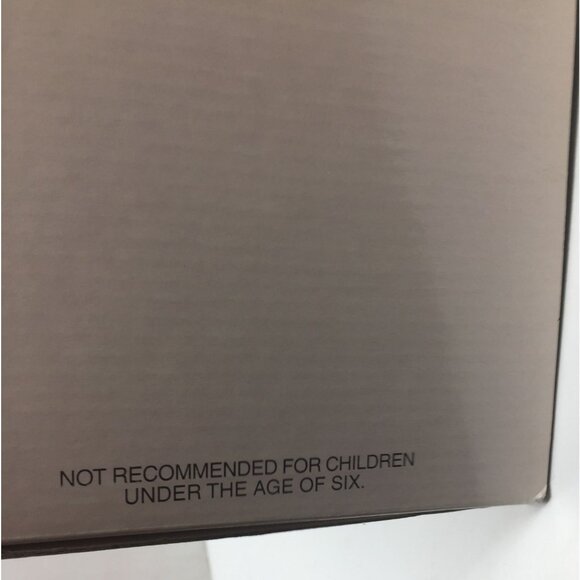 NOT RECOMMENDED FOR CHILDREN
UNDER THE AGE OF SIX.